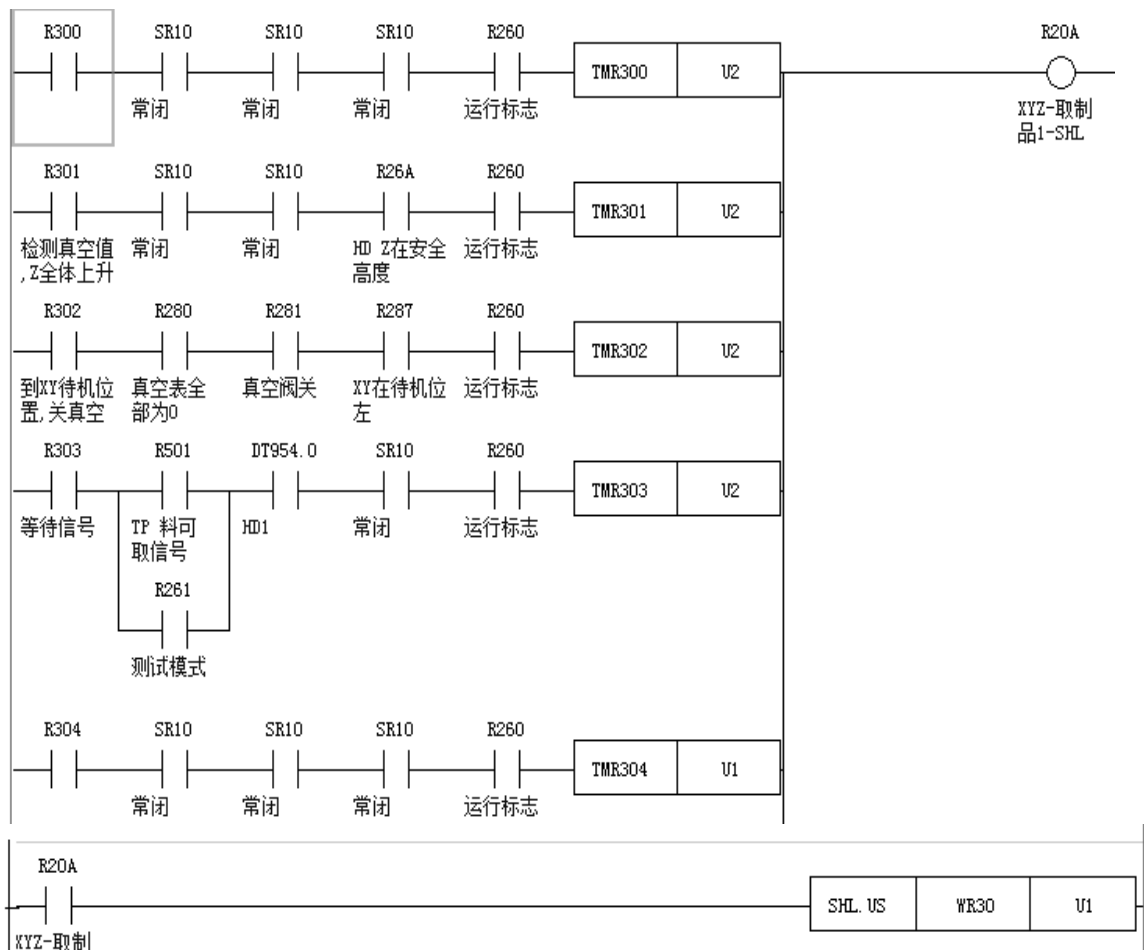 R300 SR10 SR10 SR10 R260 R20A
TMR300 U2
常闭 常闭 常闭 运行标志 XYZ-取制
品1-SHL
R301 SR10 SR10 R26A R260
TMR301 U2
检测真空值 常闭 常闭 HD Z在安全 运行标志
,Z全体上升 高度
R302 R280 R281 R287 R260
TMR302 U2
到XY待机位 真空表全 真空阀关 XY在待机位 运行标志
置,关真空 部为0 左
R303 R501 DT954.0 SR10 R260
TMR303 U2
等待信号 TP 料可 HD1 常闭 运行标志
取信号
R261
测试模式
R304 SR10 SR10 SR10 R260
TMR304 U1
常闭 常闭 常闭 运行标志
R20A
SHL.US WR30 U1
XYZ-取制